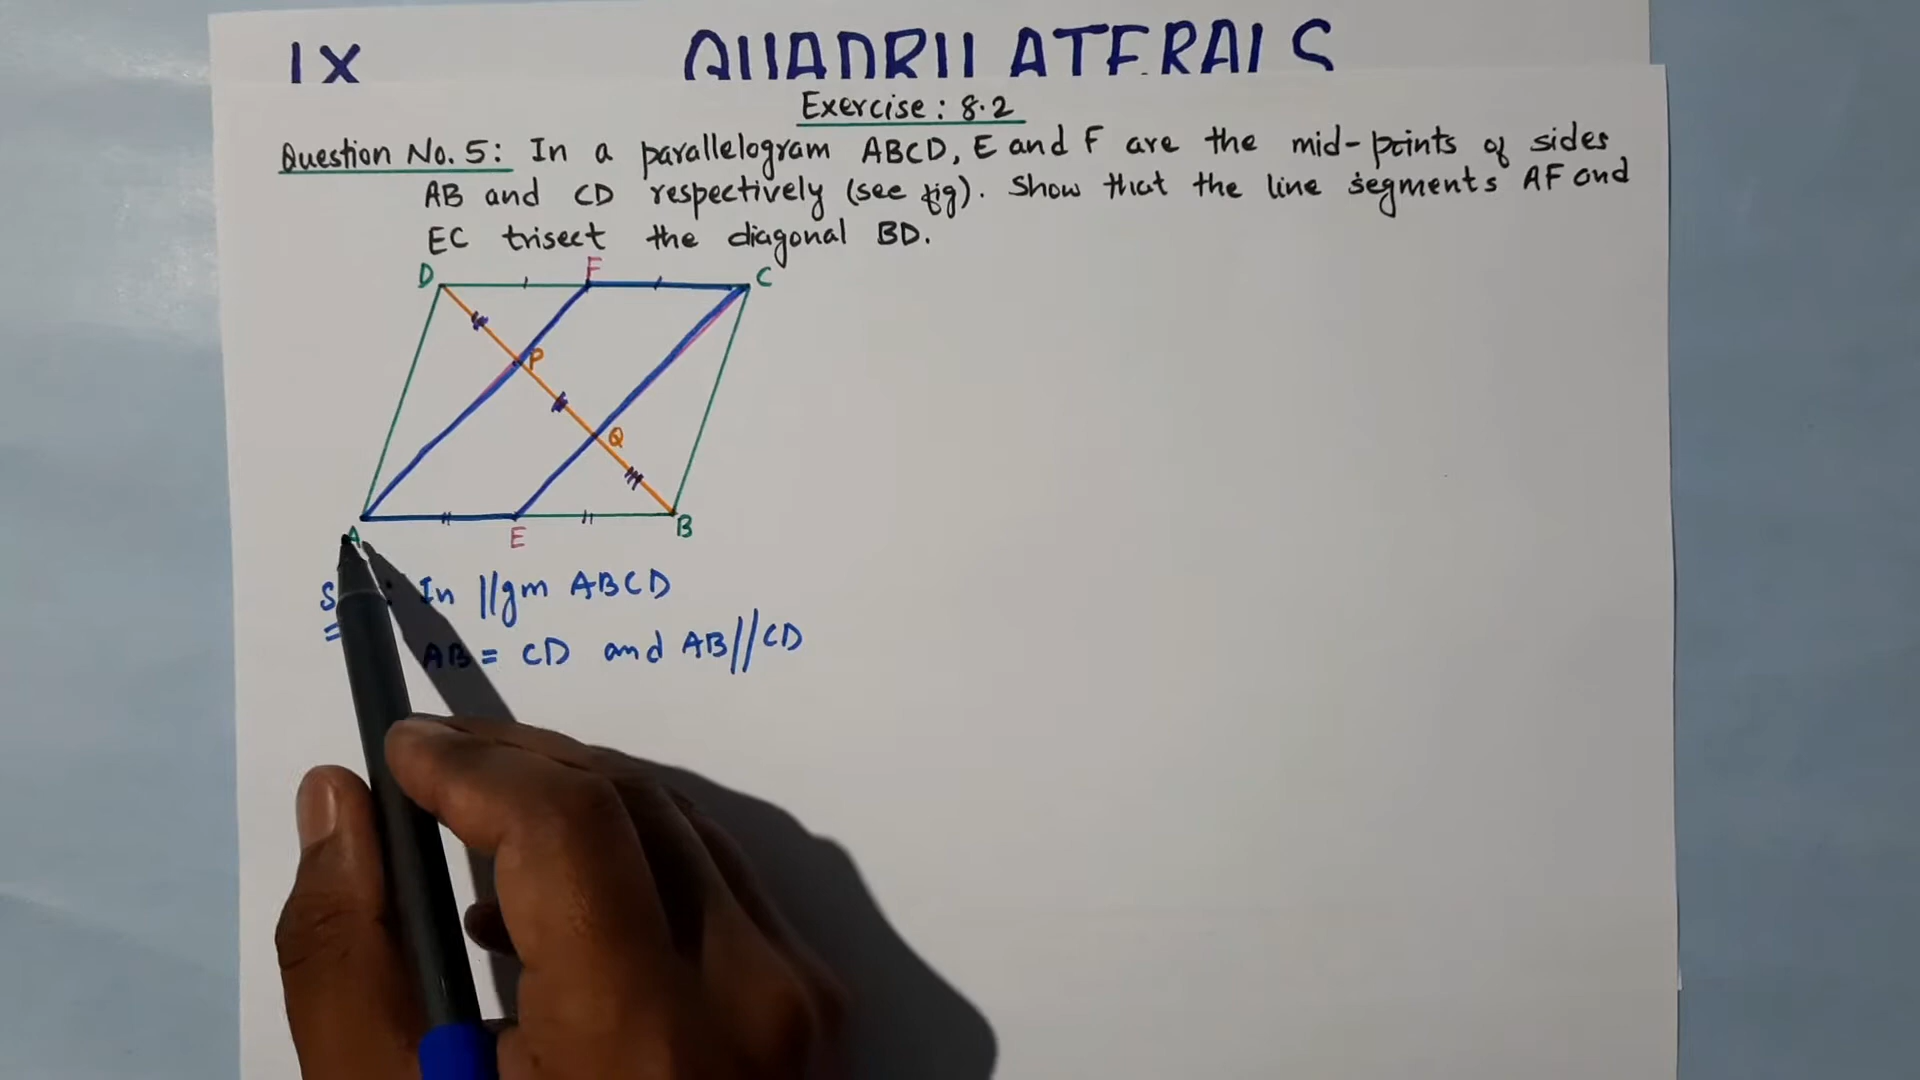 IX QUADRILATERALS
Exercise: 8.2
Question No. 5: In a parallelogram ABCD, E and F are the mid-points of sides
AB and CD respectively (see fig). Show that the line segments AF and
EC trisect the diagonal BD.
D F C
P
Q
A E B
In ||gm ABCD
AB = CD and AB//CD